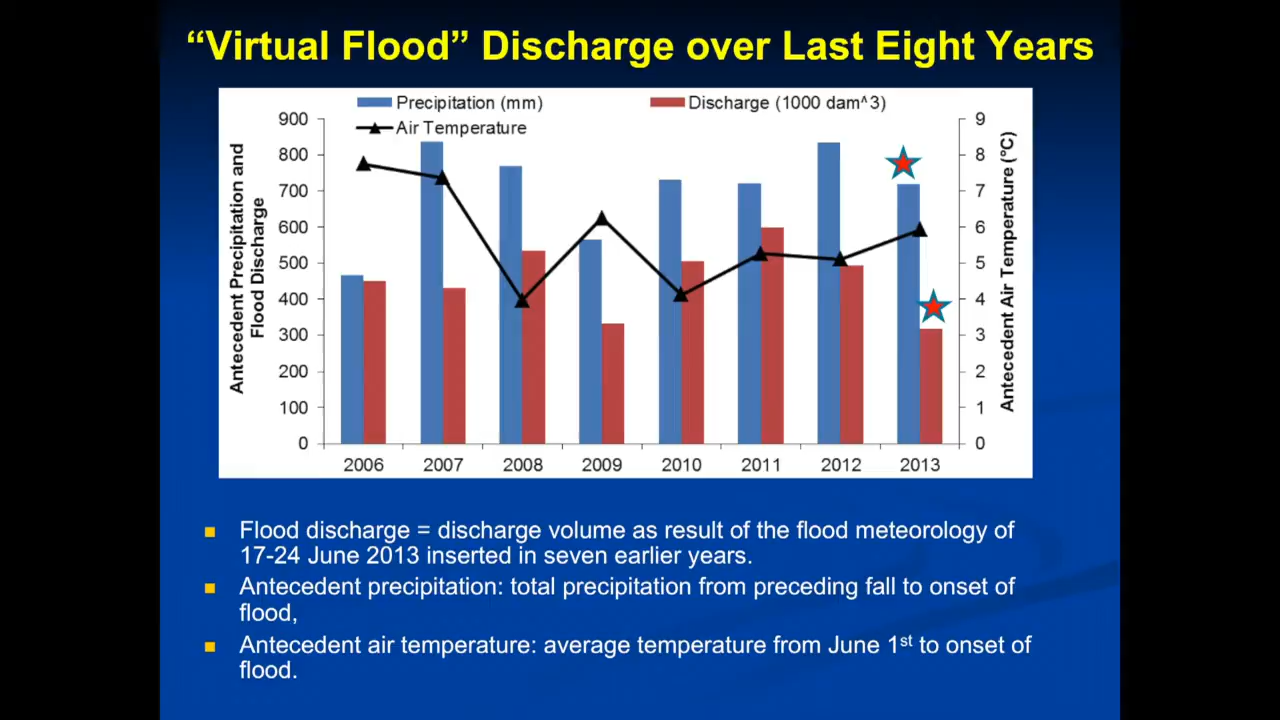 “Virtual Flood” Discharge over Last Eight Years
Precipitation (mm)
Discharge (1000 dam^3)
Air Temperature
Antecedent Precipitation and
Flood Discharge
900
800
700
600
500
400
300
200
100
0
9
8
7
6
5
4
3
2
1
0
Antecedent Air Temperature (°C)
2006 2007 2008 2009 2010 2011 2012 2013
Flood discharge = discharge volume as result of the flood meteorology of
17-24 June 2013 inserted in seven earlier years.
Antecedent precipitation: total precipitation from preceding fall to onset of
flood,
Antecedent air temperature: average temperature from June 1st to onset of
flood.